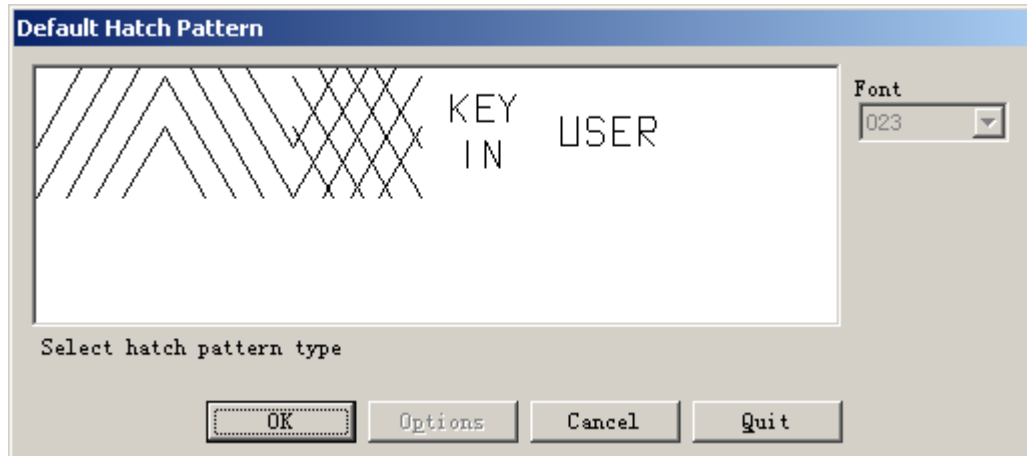 Default Hatch Pattern
KEY
IN
USER
Font
023
Select hatch pattern type
OK
Options
Cancel
Quit